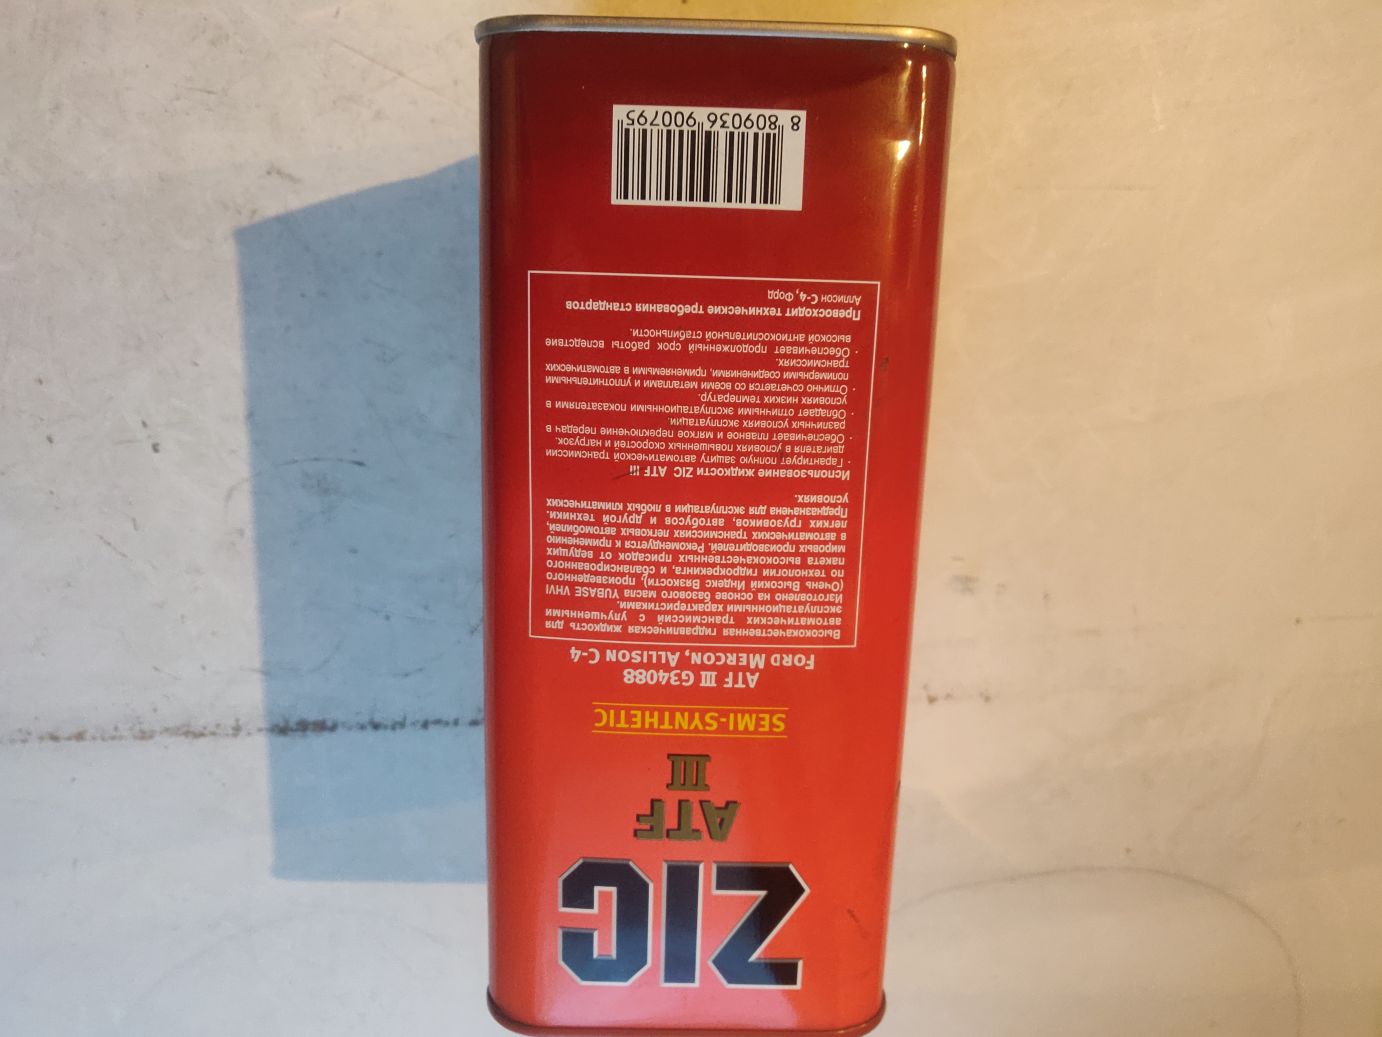 ZIC
ATF
III
SEMI-SYNTHETIC
ATF III G34088
FORD MERCON, ALLISON C-4
Высококачественная гидравлическая жидкость для
автоматических трансмиссий с улучшенными
эксплуатационными характеристиками.
Изготовлено на основе базового масла YUBASE VHVI
(Очень Высокий Индекс Вязкости), произведенного
по технологии гидрокрекинга, и сбалансированного
пакета высококачественных присадок от ведущих
мировых производителей. Рекомендуется к применению
в автоматических трансмиссиях легковых автомобилей,
легких грузовиков, автобусов и другой техники.
Предназначена для эксплуатации в любых климатических
условиях.
Использование жидкости ZIC ATF III
· Гарантирует полную защиту автоматической трансмиссии
двигателя в условиях повышенных скоростей и нагрузок.
· Обеспечивает плавное и мягкое переключение передач в
различных условиях эксплуатации.
· Обладает отличными эксплуатационными показателями в
условиях низких температур.
· Отлично сочетается со всеми металлами и уплотнительными
полимерными соединениями, применяемыми в автоматических
трансмиссиях.
· Обеспечивает продолженный срок работы вследствие
высокой антиокислительной стабильности.
Превосходит технические требования стандартов
Аллисон C-4, Форд
8 809036 900795